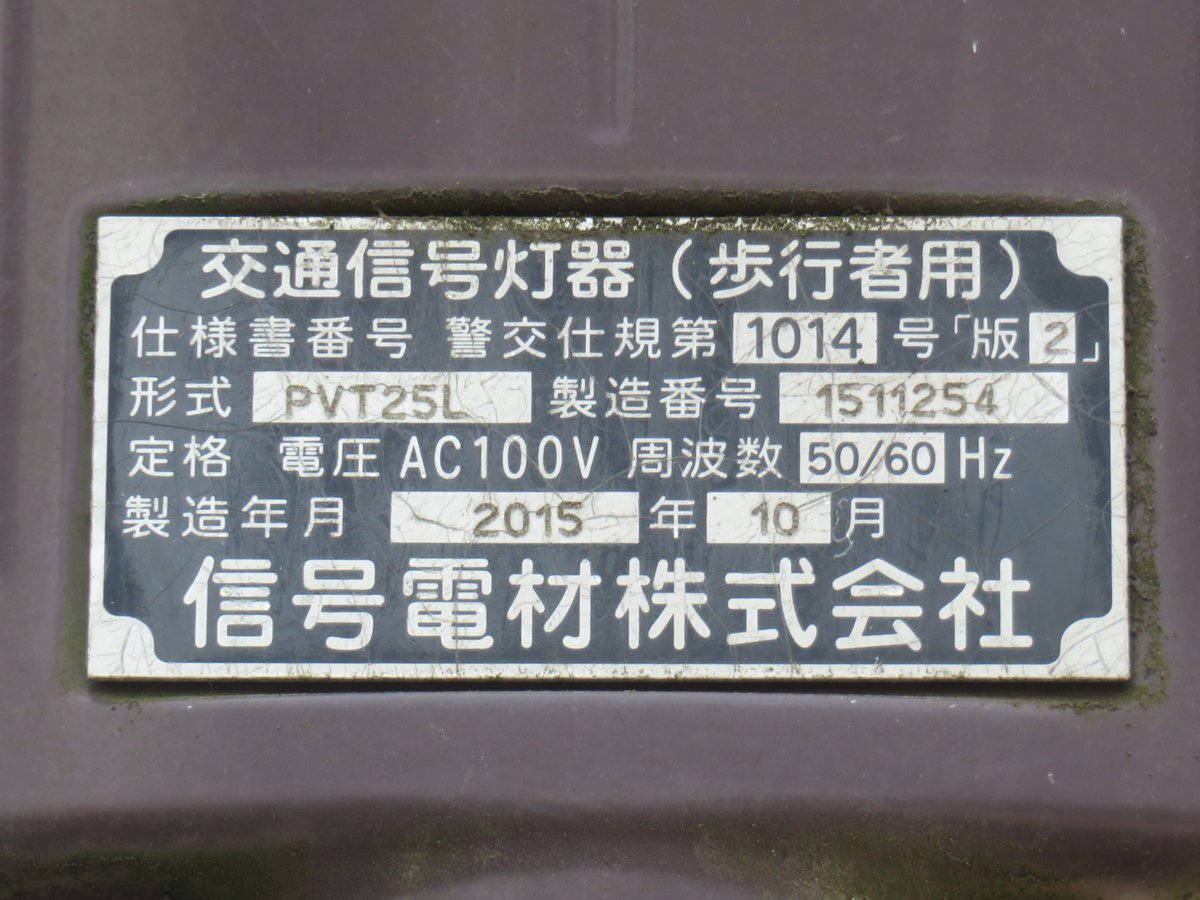 交通信号灯器（歩行者用）
仕様書番号 警交仕規第 1014 号「版 2」
形式 PVT25L 製造番号 1511254
定格 電圧 AC100V 周波数 50/60 Hz
製造年月 2015 年 10 月
信号電材株式会社